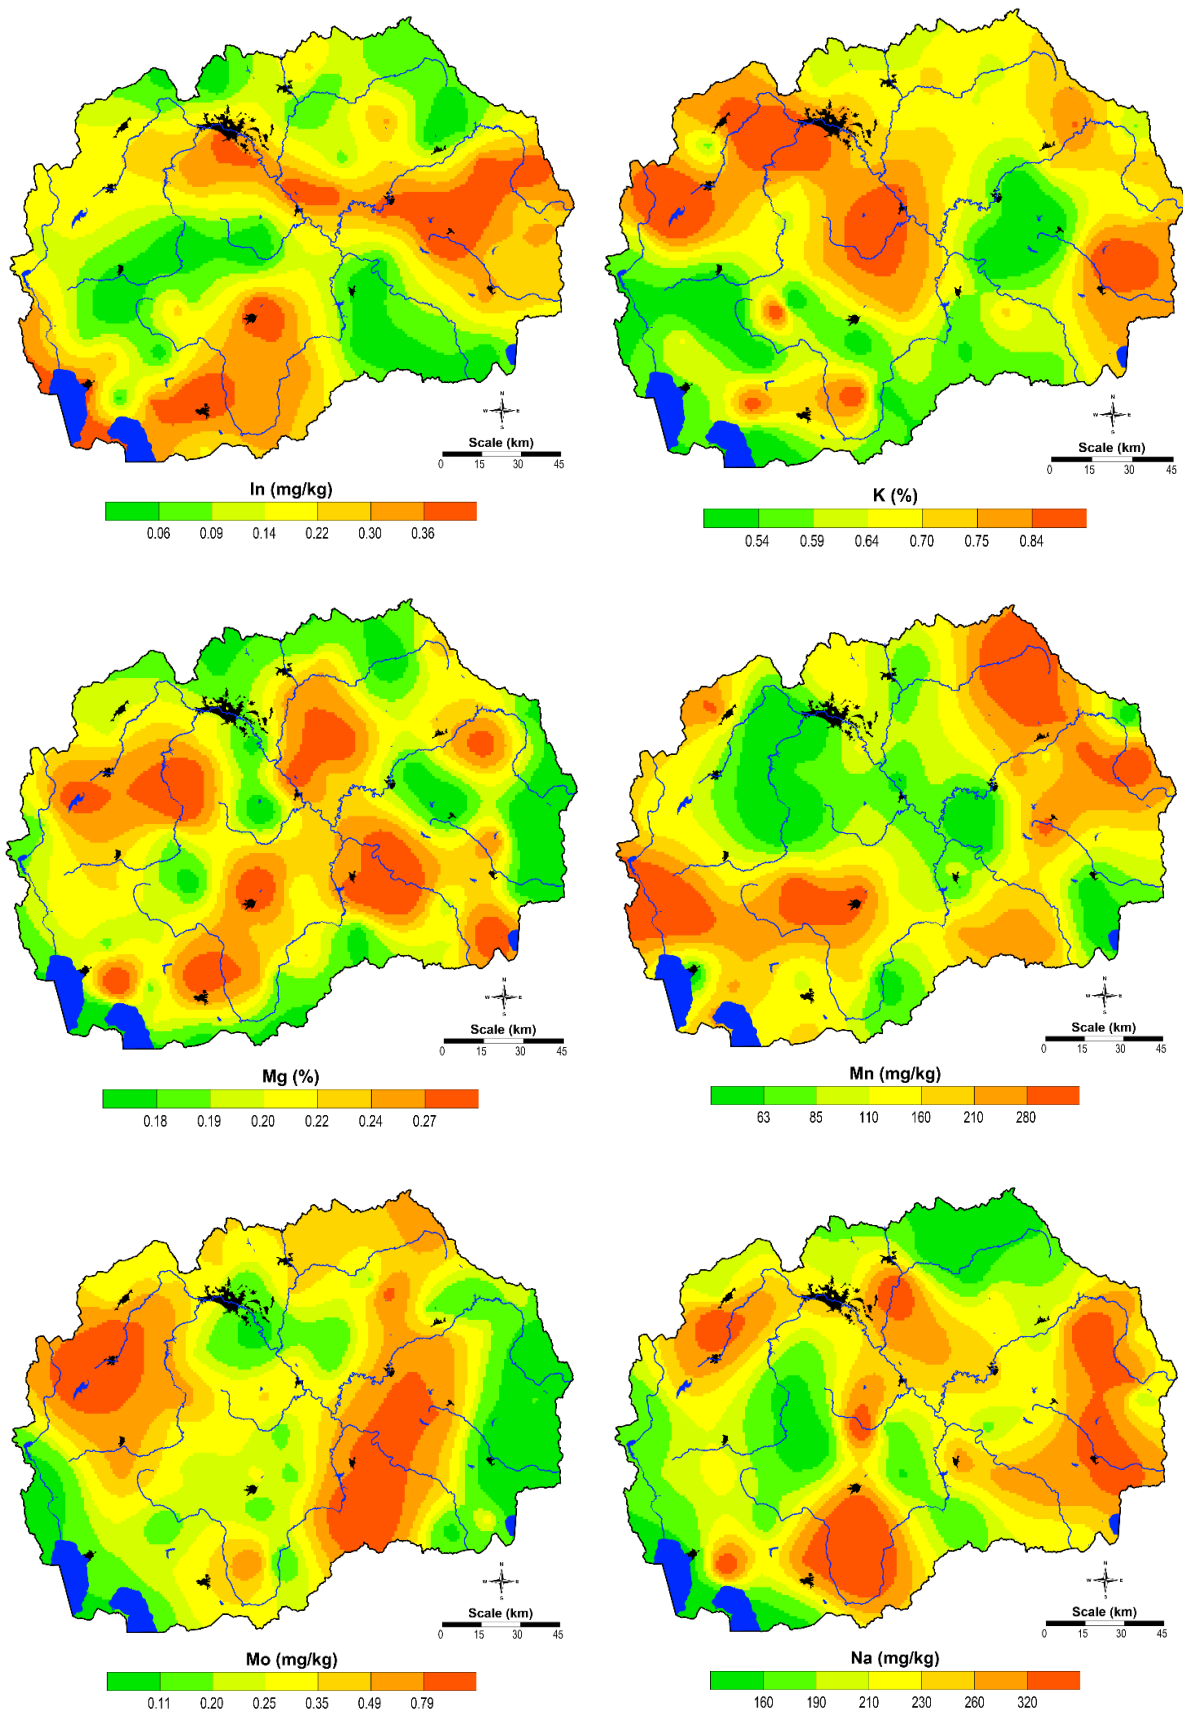 N
W E
S
Scale (km)
0 15 30 45
In (mg/kg)
0.06 0.09 0.14 0.22 0.30 0.36
N
W E
S
Scale (km)
0 15 30 45
K (%)
0.54 0.59 0.64 0.70 0.75 0.84
N
W E
S
Scale (km)
0 15 30 45
Mg (%)
0.18 0.19 0.20 0.22 0.24 0.27
N
W E
S
Scale (km)
0 15 30 45
Mn (mg/kg)
63 85 110 160 210 280
N
W E
S
Scale (km)
0 15 30 45
Mo (mg/kg)
0.11 0.20 0.25 0.35 0.49 0.79
N
W E
S
Scale (km)
0 15 30 45
Na (mg/kg)
160 190 210 230 260 320